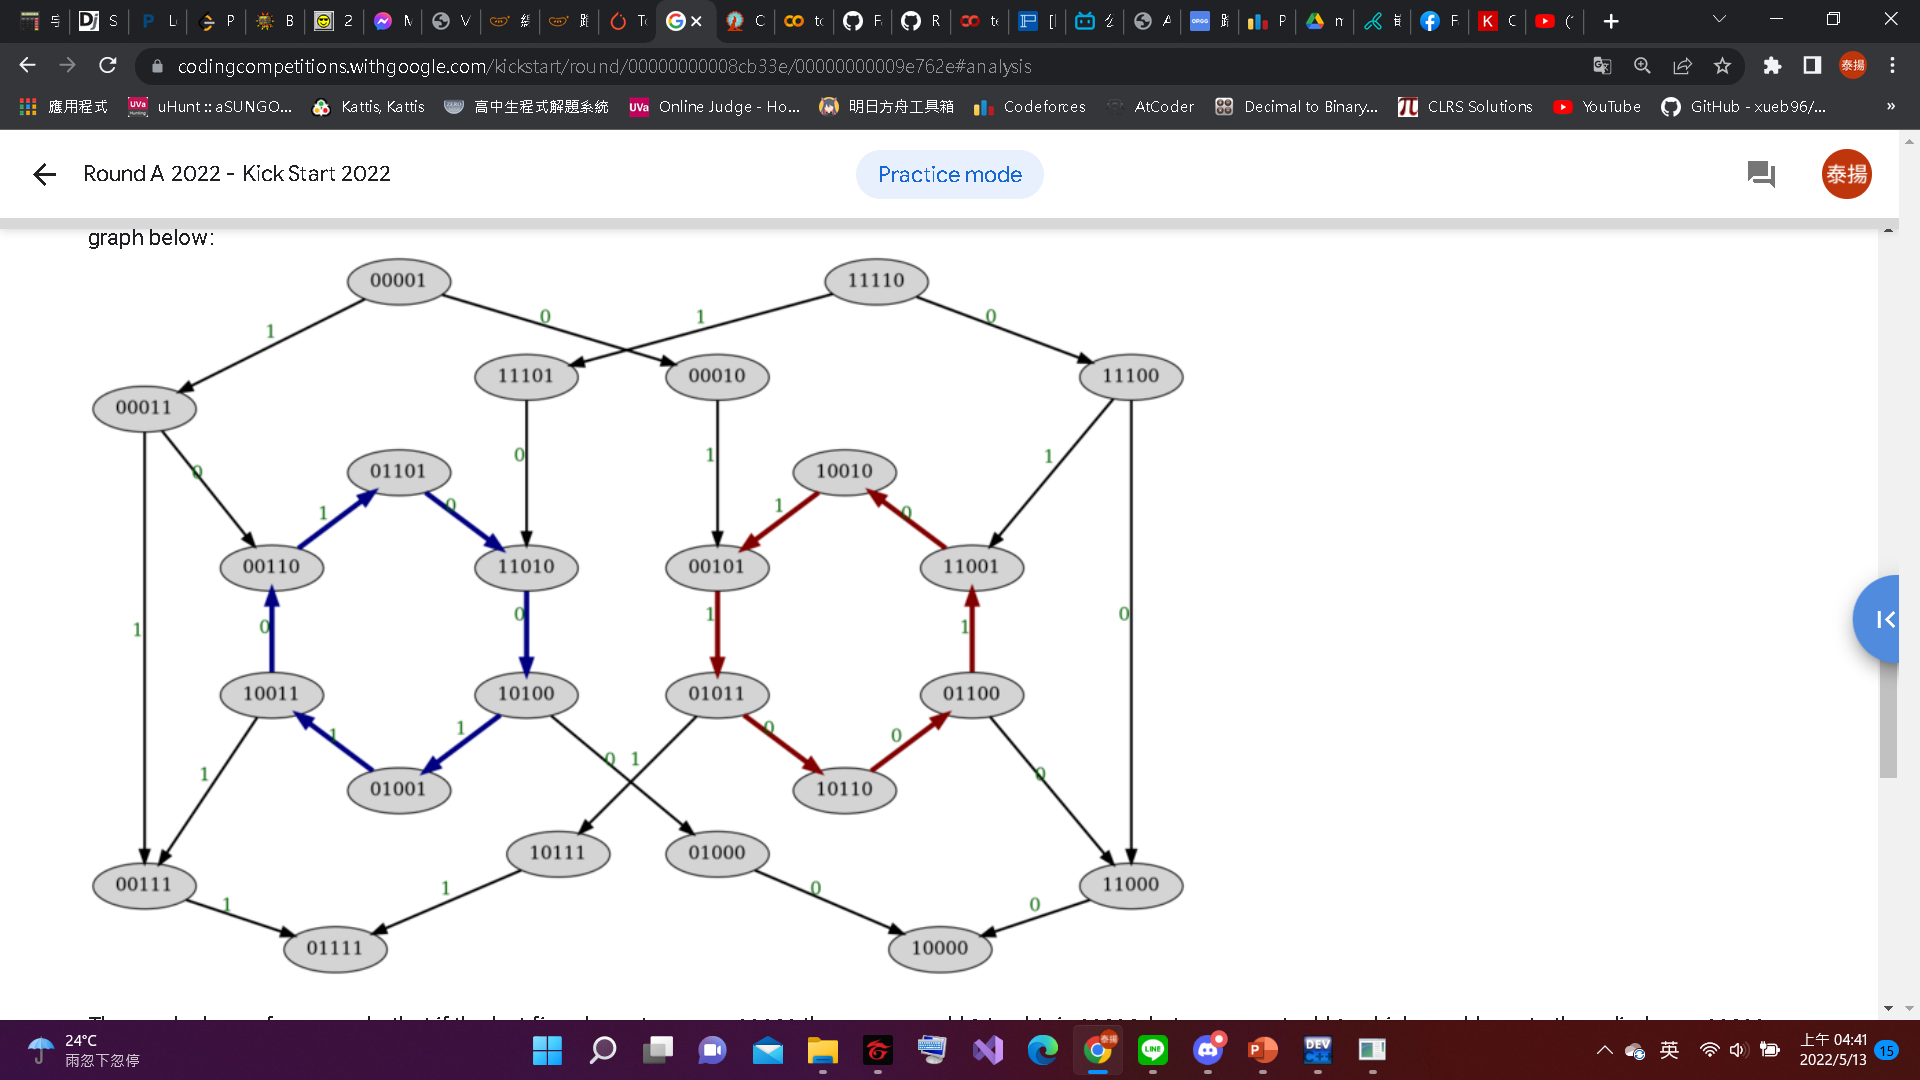 codingcompetitions.withgoogle.com/kickstart/round/00000000008cb33e/00000000009e762e#analysis
應用程式
uHunt :: aSUNGO...
Kattis, Kattis
高中生程式解題系統
Online Judge - Ho...
明日方舟工具箱
Codeforces
AtCoder
Decimal to Binary...
CLRS Solutions
YouTube
GitHub - xueb96/...
»
Round A 2022 - Kick Start 2022
Practice mode
泰揚
graph below:
00001
11110
1
0
1
0
11101
00010
11100
00011
0
0
1
1
01101
10010
1
0
1
0
00110
11010
00101
11001
1
0
0
1
1
0
10011
10100
01011
01100
1
1
1
0
0
0
1
0
01001
10110
10111
01000
00111
11000
1
1
0
0
01111
10000
24°C
雨忽下忽停
英
上午 04:41
2022/5/13
15